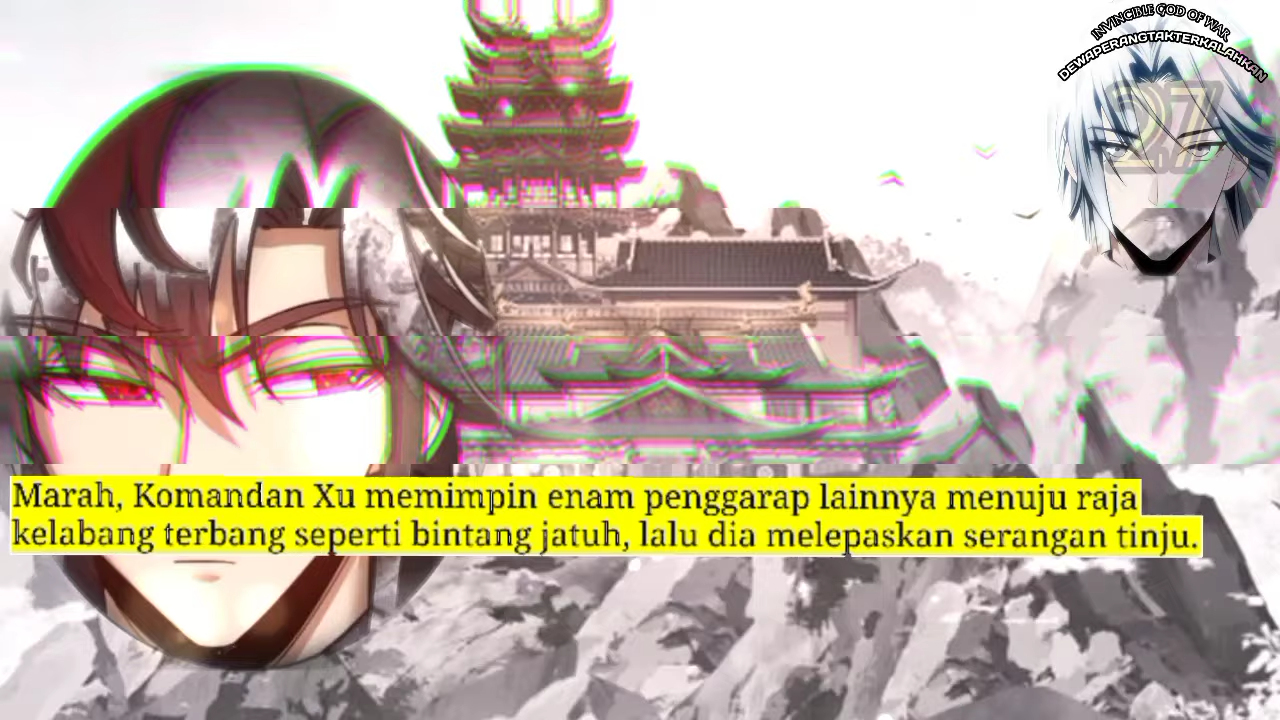 INVINCIBLE GOD OF WAR
DEWAPERANGTAKTERKALAHKAN
27
Marah, Komandan Xu memimpin enam penggarap lainnya menuju raja
kelabang terbang seperti bintang jatuh, lalu dia melepaskan serangan tinju.